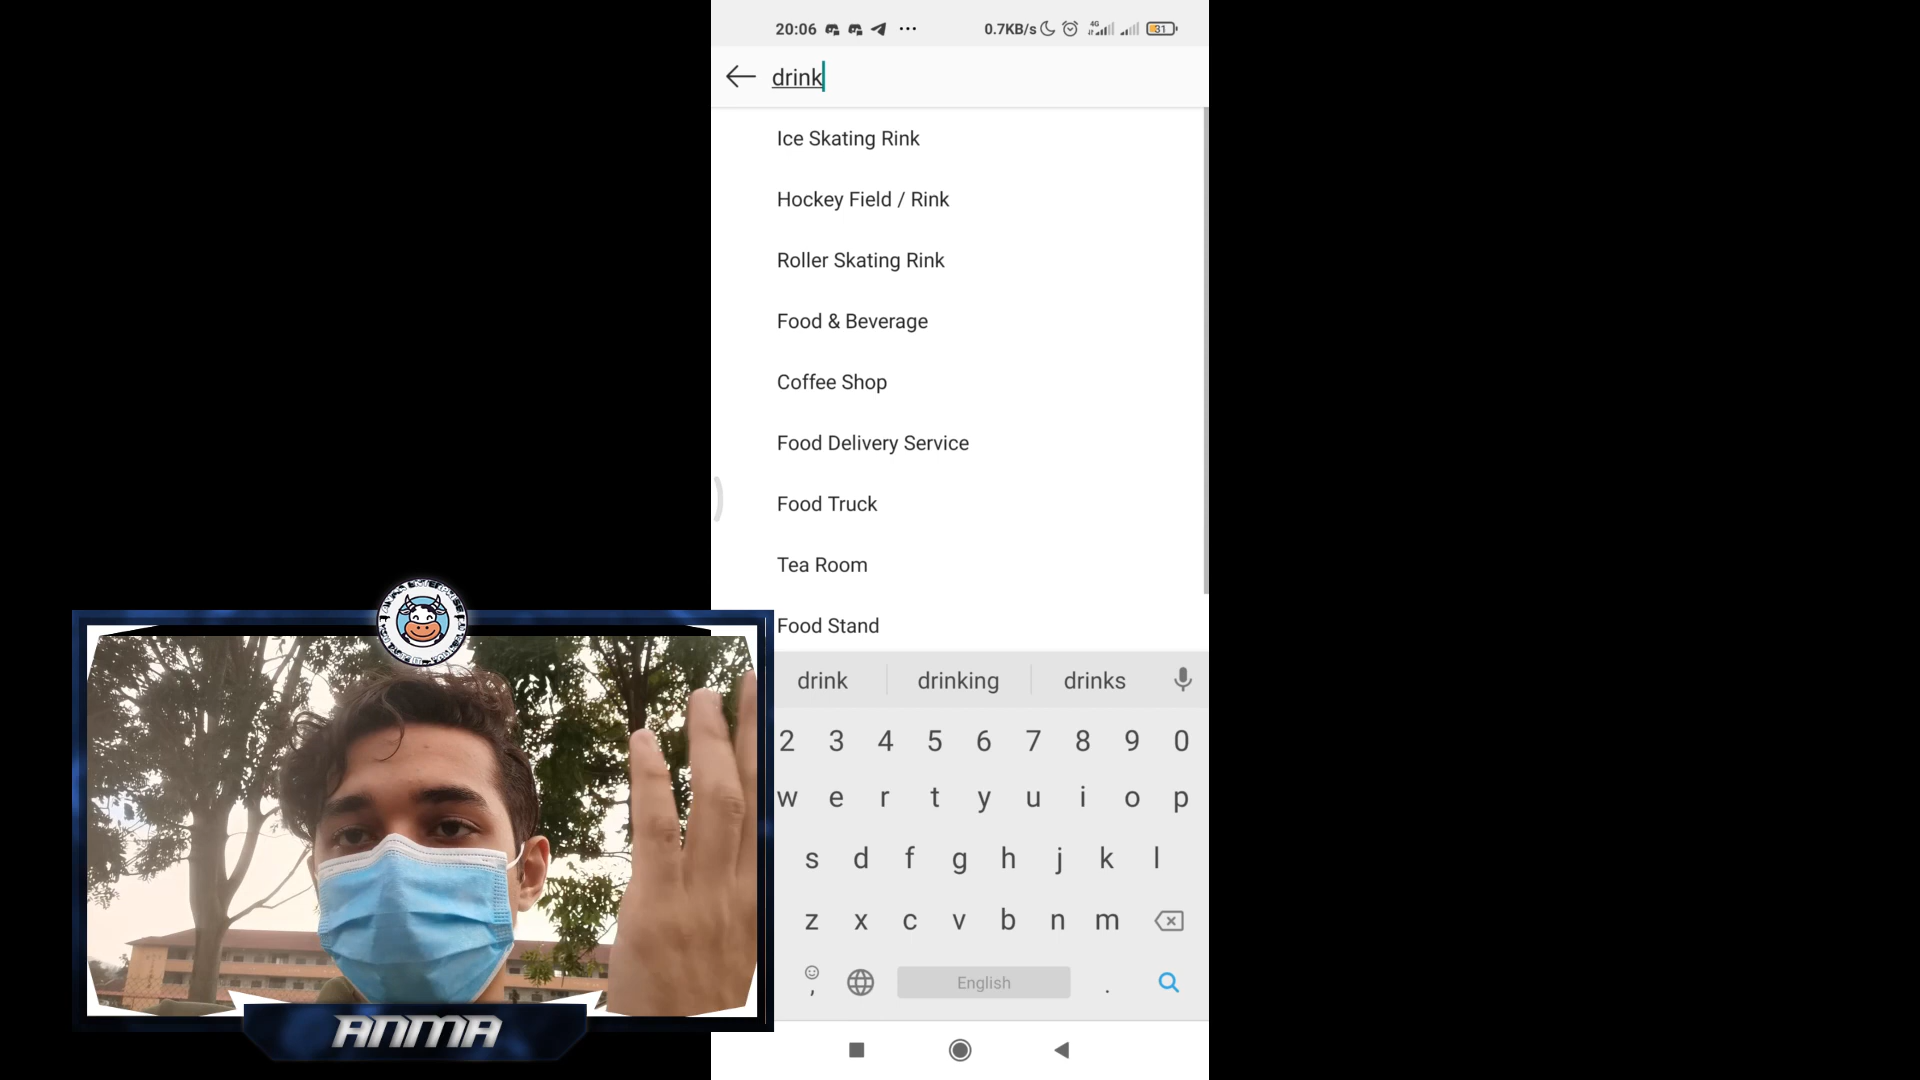 20:06
0.7KB/s
4G
31
drink
Ice Skating Rink
Hockey Field / Rink
Roller Skating Rink
Food & Beverage
Coffee Shop
Food Delivery Service
Food Truck
Tea Room
Food Stand
drink drinking drinks
2 3 4 5 6 7 8 9 0
w e r t y u i o p
s d f g h j k l
z x c v b n m
, English .
ANMA